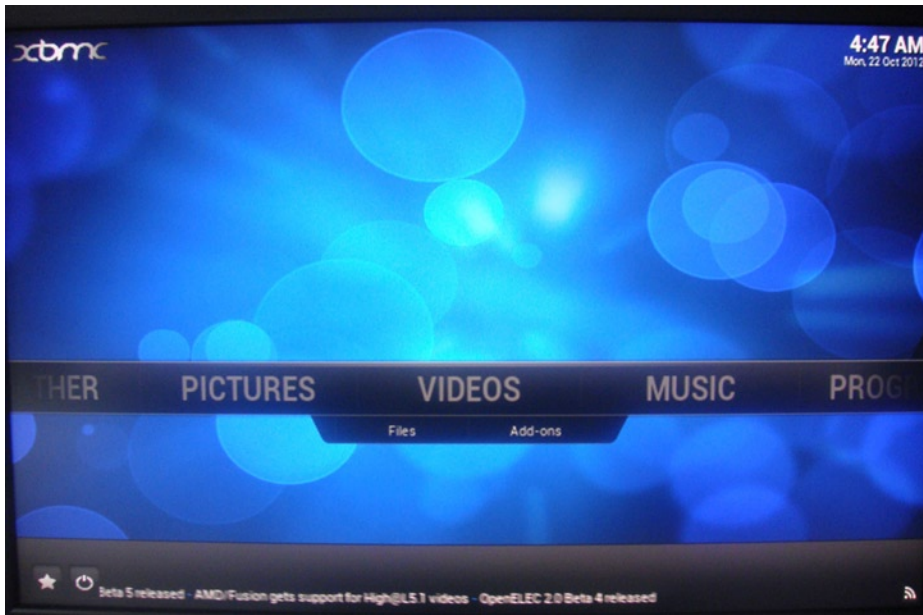 xbmc
4:47 AM
Mon, 22 Oct 2012
THER PICTURES VIDEOS MUSIC PROG
Files Add-ons
Beta 5 released - AMD/Fusion gets support for High@L5.1 videos - OpenELEC 2.0 Beta 4 released